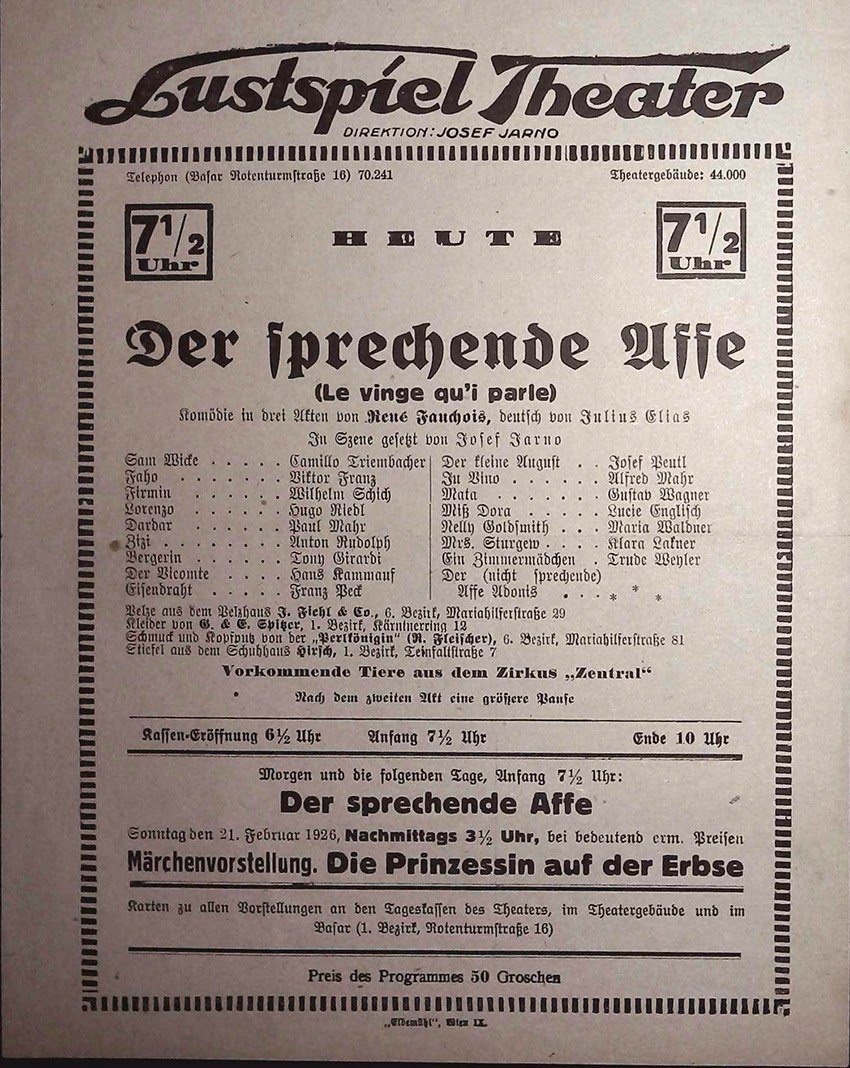 Lustspiel Theater
DIREKTION: JOSEF JARNO
Telephon (Basar Rotenturmstraße 16) 70.241 Theatergebäude: 44.000
7 1/2 Uhr HEUTE 7 1/2 Uhr
Der sprechende Affe
(Le vinge qu'i parle)
Komödie in drei Akten von René Fauchois, deutsch von Julius Elias
In Szene gesetzt von Josef Jarno
Sam Wicke . . . . . Camillo Triembacher Der kleine August . . Josef Peutl
Faho . . . . . . . Viktor Franz Ju Bino . . . . . . . Alfred Mahr
Firmin . . . . . . Wilhelm Schich Mata . . . . . . . Gustav Wagner
Lorenzo . . . . . . Hugo Riedl Miß Dora . . . . . . Lucie Englisch
Dardar . . . . . . Paul Mahr Nelly Goldsmith . . . Maria Waldner
Zizi . . . . . . . . Anton Rudolph Mrs. Sturgew . . . . Klara Lakner
Bergerin . . . . . . Tony Girardi Ein Zimmermädchen . Trude Weyler
Der Vicomte . . . . Hans Kammauf Der (nicht sprechende)
Eisendraht . . . . . Franz Peck Affe Adonis . . . * * *
Pelze aus dem Pelzhaus J. Fiehl & Co., 6. Bezirk, Mariahilferstraße 29
Kleider von G. & E. Spitzer, 1. Bezirk, Kärntnerring 12
Schmuck und Kopfputz von der „Perlkönigin“ (R. Fleischer), 6. Bezirk, Mariahilferstraße 81
Stiefel aus dem Schuhhaus Hirsch, 1. Bezirk, Teinfaltstraße 7
Vorkommende Tiere aus dem Zirkus „Zentral“
Nach dem zweiten Akt eine größere Pause
Kassen-Eröffnung 6½ Uhr Anfang 7½ Uhr Ende 10 Uhr
Morgen und die folgenden Tage, Anfang 7½ Uhr:
Der sprechende Affe
Sonntag den 21. Februar 1926, Nachmittags 3½ Uhr, bei bedeutend erm. Preisen
Märchenvorstellung. Die Prinzessin auf der Erbse
Karten zu allen Vorstellungen an den Tageskassen des Theaters, im Theatergebäude und im
Basar (1. Bezirk, Rotenturmstraße 16)
Preis des Programmes 50 Groschen
„Elbemühl“, Wien IX.